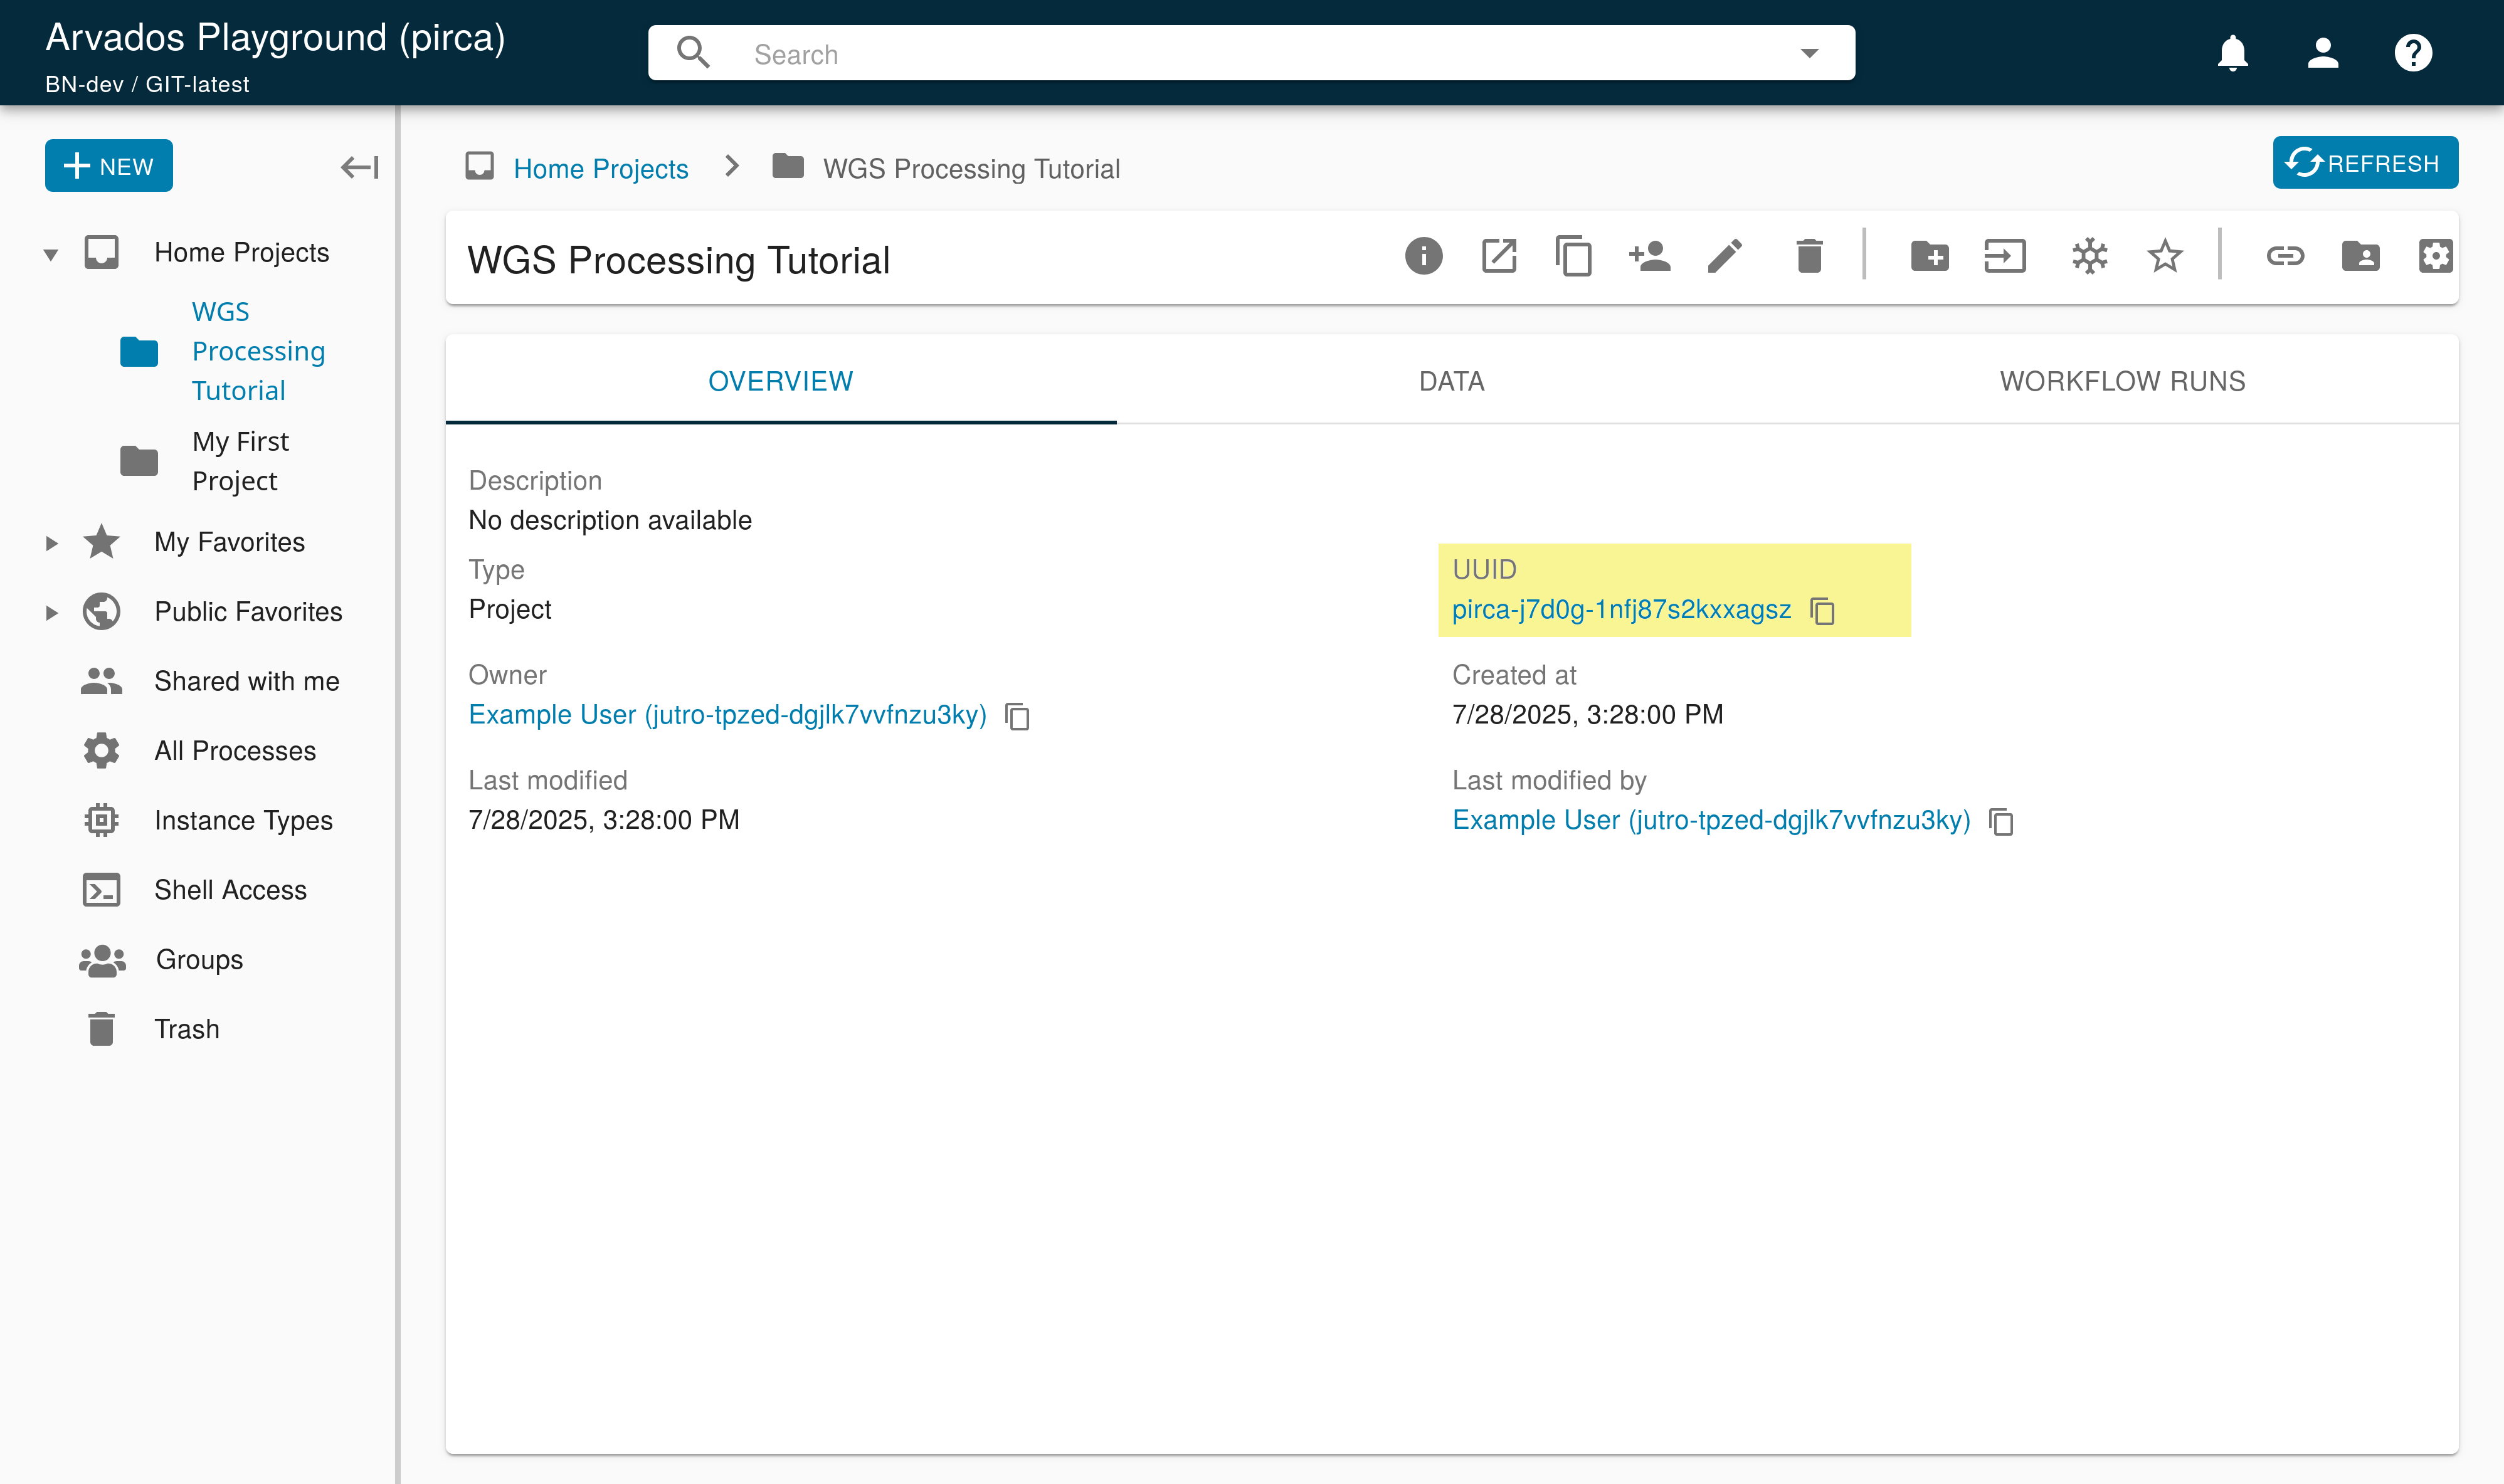 Arvados Playground (pirca)
BN-dev / GIT-latest
Search
NEW
Home Projects
WGS
Processing
Tutorial
My First
Project
My Favorites
Public Favorites
Shared with me
All Processes
Instance Types
Shell Access
Groups
Trash
Home Projects
WGS Processing Tutorial
REFRESH
WGS Processing Tutorial
OVERVIEW
DATA
WORKFLOW RUNS
Description
No description available
Type
Project
UUID
pirca-j7d0g-1nfj87s2kxxagsz
Owner
Example User (jutro-tpzed-dgjlk7vvfnzu3ky)
Created at
7/28/2025, 3:28:00 PM
Last modified
7/28/2025, 3:28:00 PM
Last modified by
Example User (jutro-tpzed-dgjlk7vvfnzu3ky)